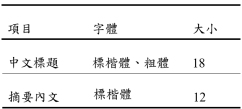 項目 字體 大小
中文標題 標楷體、粗體 18
摘要內文 標楷體 12